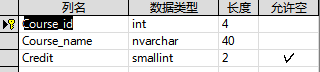 列名 数据类型 长度 允许空
Course_id int 4
Course_name nvarchar 40
Credit smallint 2 ✓